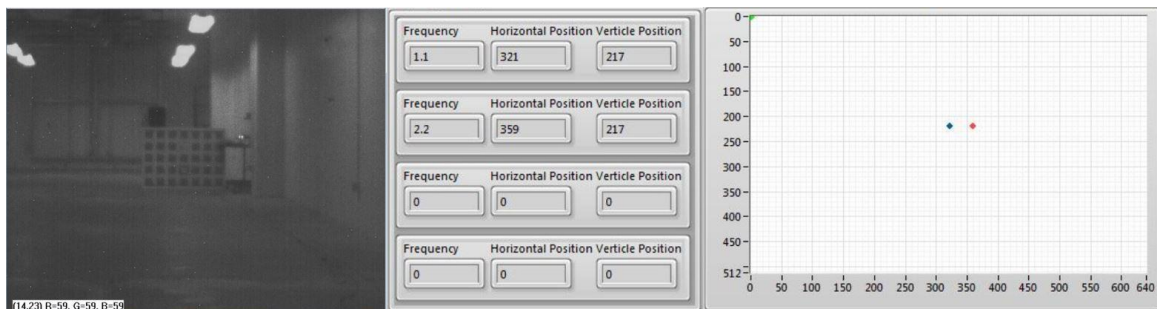 (14,23) R=59, G=59, B=59
Frequency Horizontal Position Verticle Position
1.1 321 217
Frequency Horizontal Position Verticle Position
2.2 359 217
Frequency Horizontal Position Verticle Position
0 0 0
Frequency Horizontal Position Verticle Position
0 0 0
0
50
100
150
200
250
300
350
400
450
512
0 50 100 150 200 250 300 350 400 450 500 550 600 640